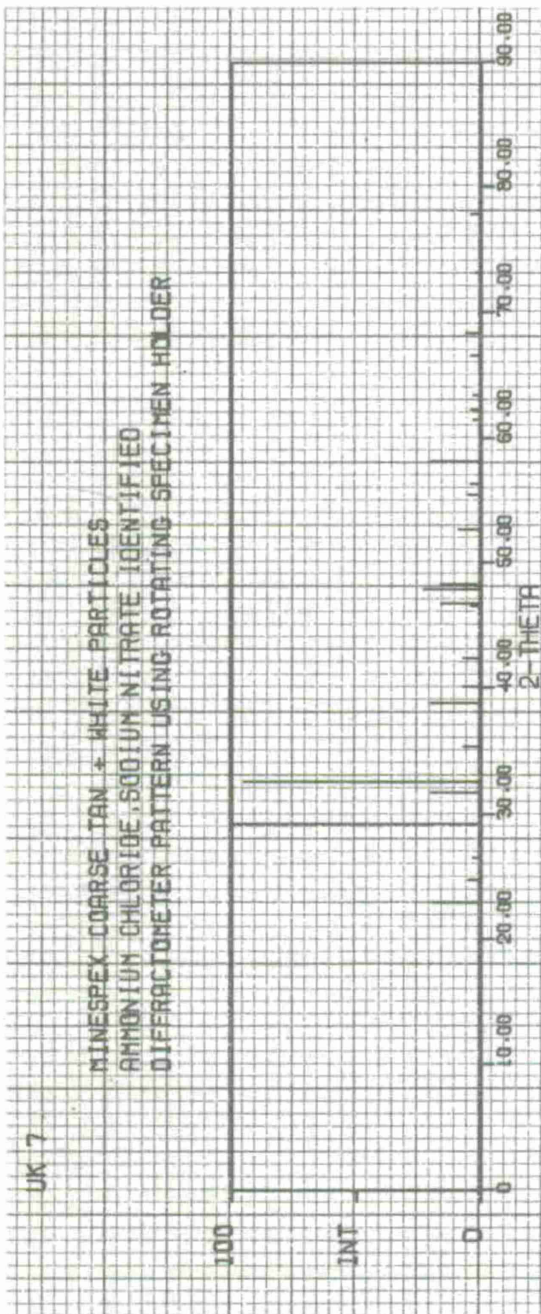 UK 7
MINESPEX COARSE TAN + WHITE PARTICLES
AMMONIUM CHLORIDE,SODIUM NITRATE IDENTIFIED
DIFFRACTOMETER PATTERN USING ROTATING SPECIMEN HOLDER
100
INT
0
0 10.00 20.00 30.00 40.00 50.00 60.00 70.00 80.00 90.00
2-THETA